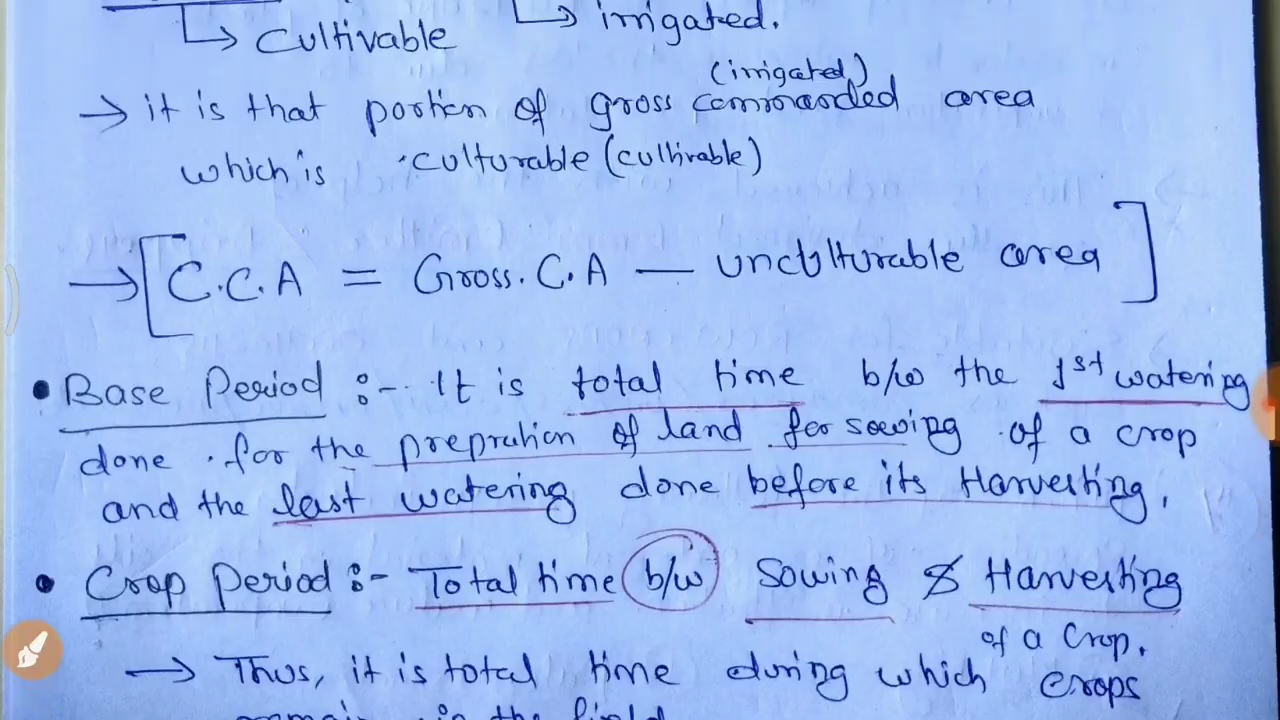 Cultivable irrigated.
(irrigated)
→ it is that portion of gross commanded area
which is culturable (cultivable)
→ [C.C.A = Gross.C.A — unculturable area]
• Base Period :- It is total time b/w the 1st watering
done for the prepration of land for sowing of a crop
and the last watering done before its Harvesting.
• Crop Period :- Total time b/w Sowing & Harvesting
of a Crop.
→ Thus, it is total time during which crops
in the field